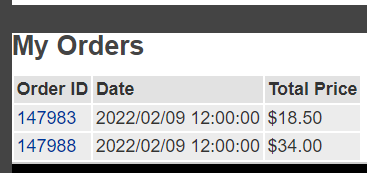 My Orders
Order ID Date Total Price
147983 2022/02/09 12:00:00 $18.50
147988 2022/02/09 12:00:00 $34.00